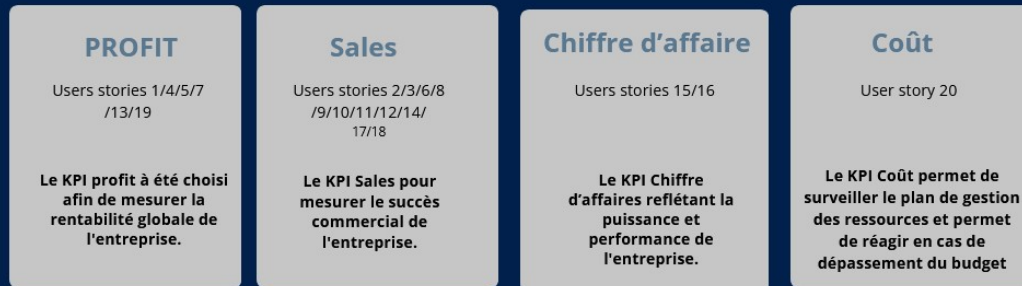 PROFIT
Users stories 1/4/5/7
/13/19
Le KPI profit à été choisi
afin de mesurer la
rentabilité globale de
l'entreprise.
Sales
Users stories 2/3/6/8
/9/10/11/12/14/
17/18
Le KPI Sales pour
mesurer le succès
commercial de
l'entreprise.
Chiffre d’affaire
Users stories 15/16
Le KPI Chiffre
d’affaires reflétant la
puissance et
performance de
l'entreprise.
Coût
User story 20
Le KPI Coût permet de
surveiller le plan de gestion
des ressources et permet
de réagir en cas de
dépassement du budget